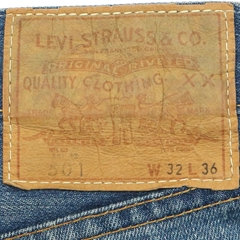 LEVI STRAUSS & CO.
ORIGINAL RIVETED
QUALITY CLOTHING XX
501 W 32 L 36